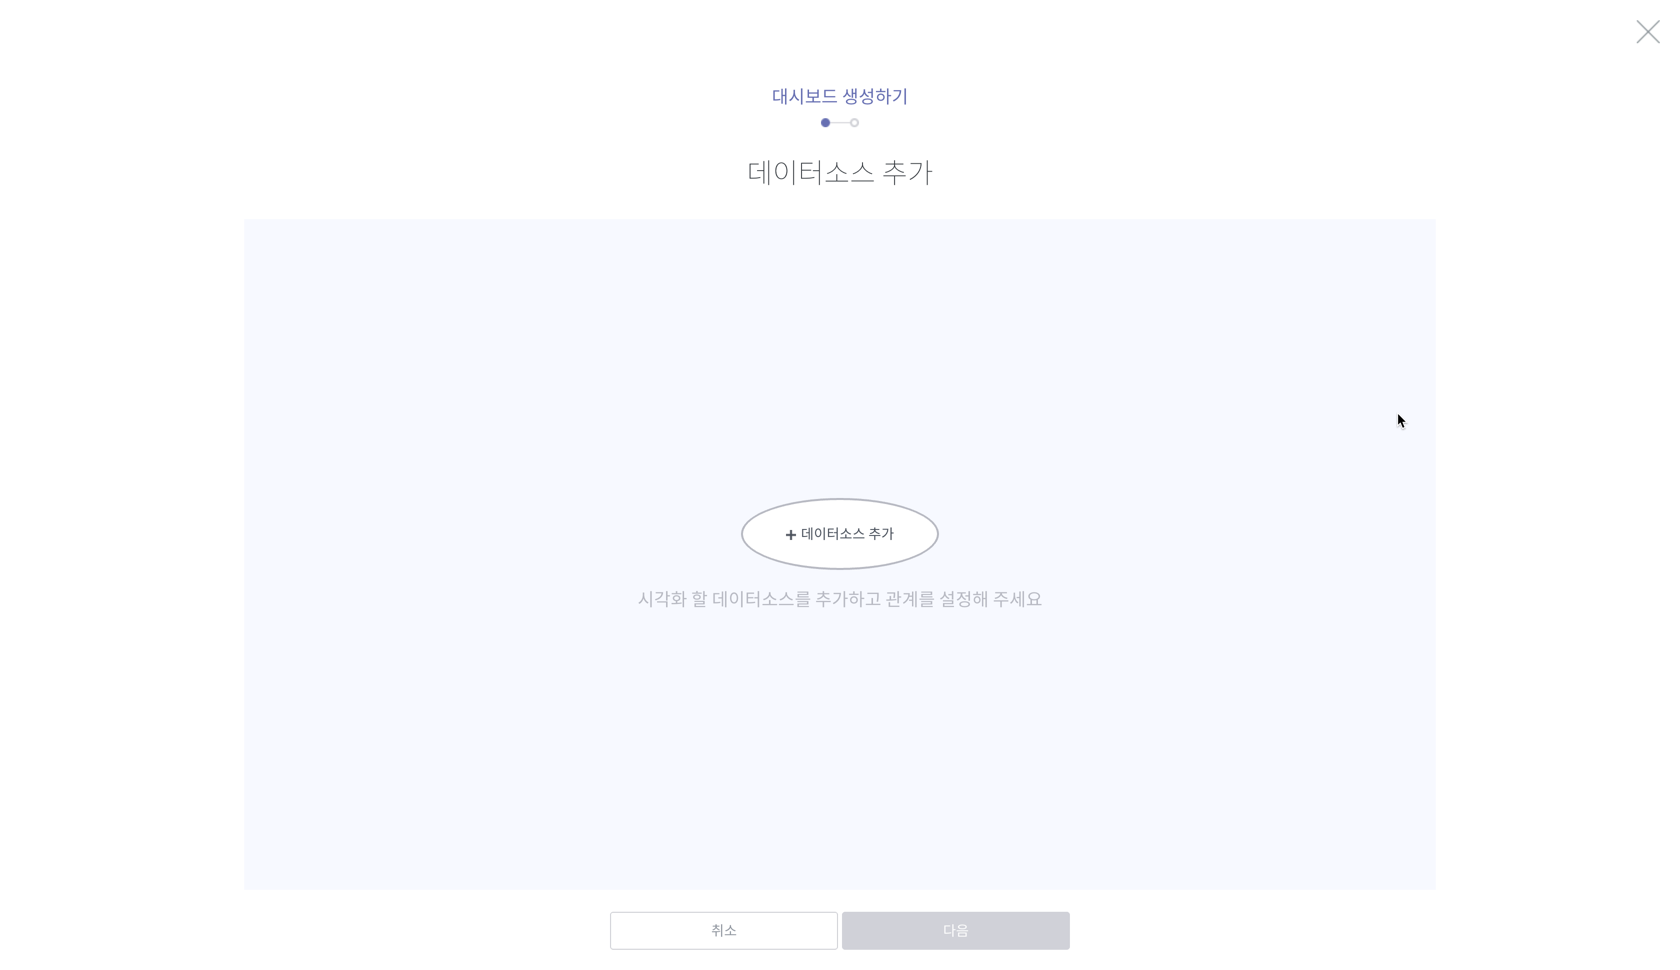 대시보드 생성하기
데이터소스 추가
+ 데이터소스 추가
시각화 할 데이터소스를 추가하고 관계를 설정해 주세요
취소
다음